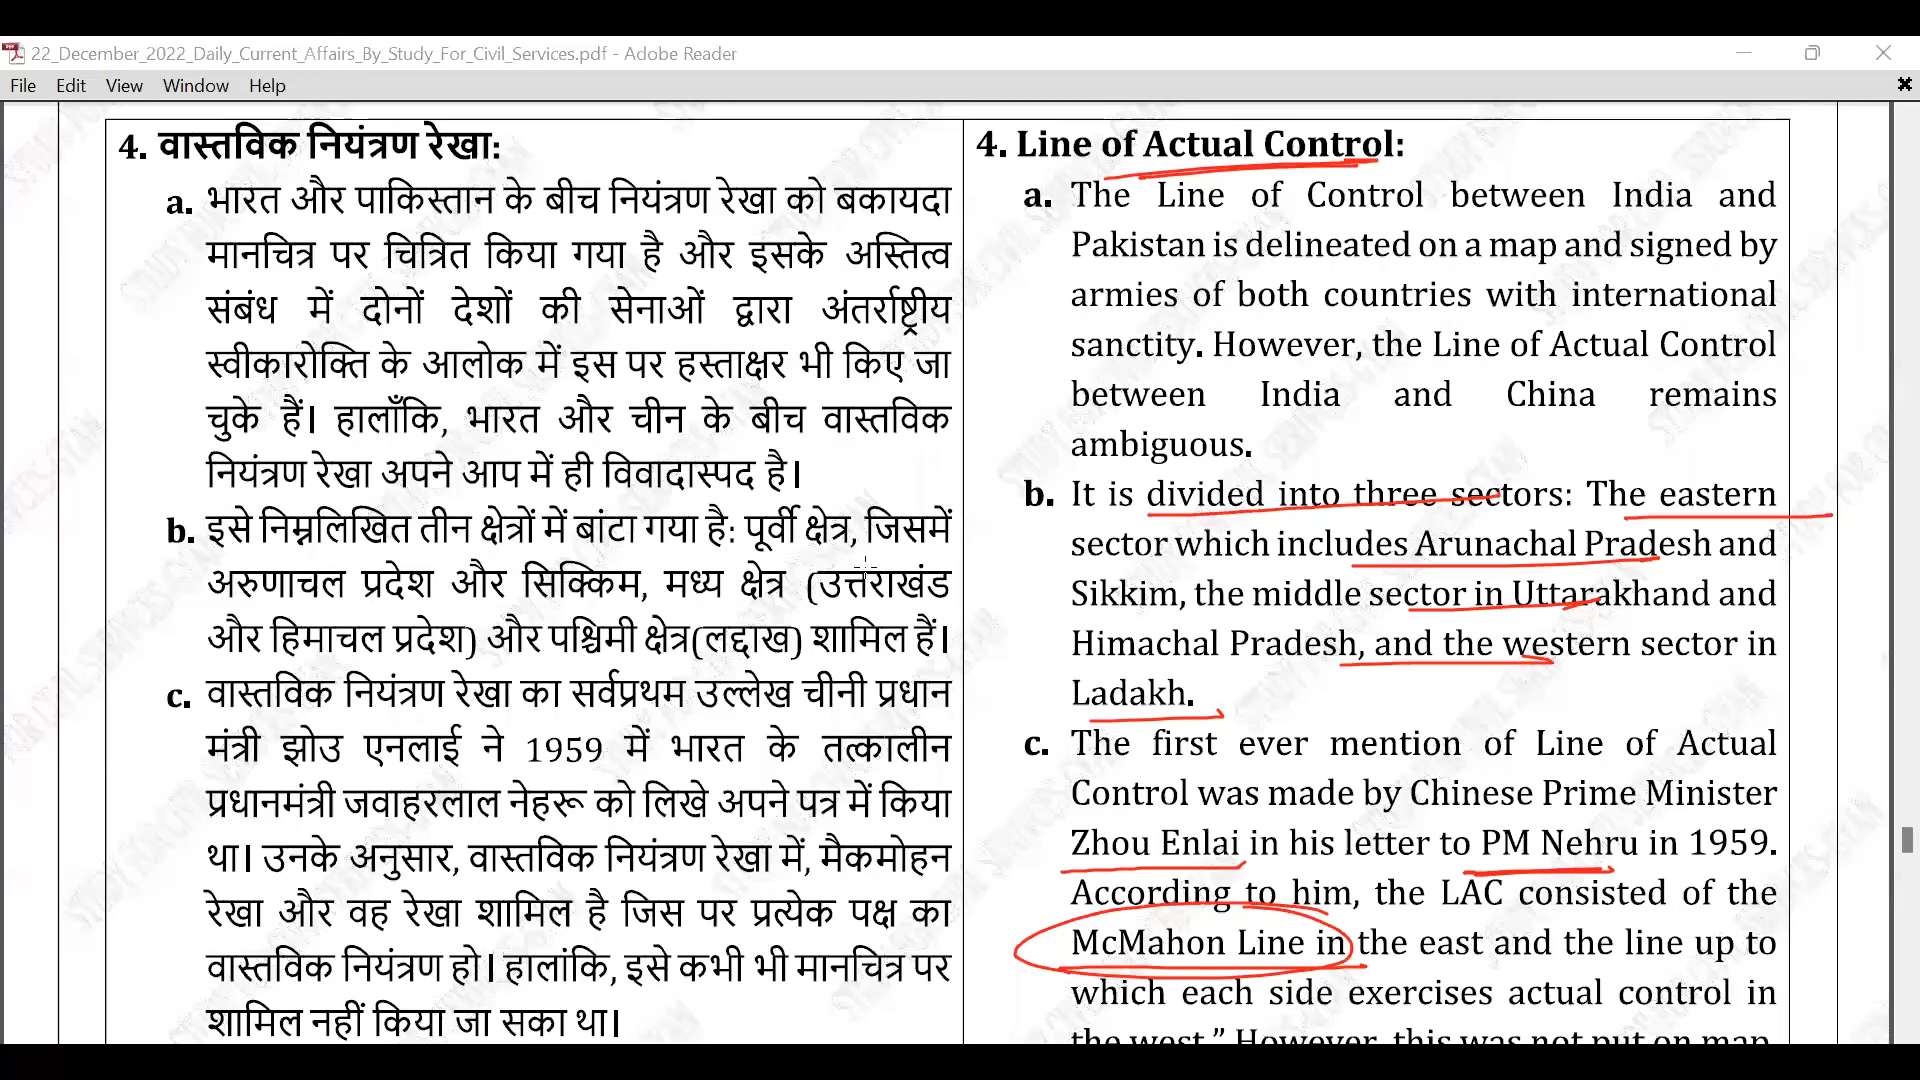 22_December_2022_Daily_Current_Affairs_By_Study_For_Civil_Services.pdf - Adobe Reader
File Edit View Window Help
4. वास्तविक नियंत्रण रेखा:
a. भारत और पाकिस्तान के बीच नियंत्रण रेखा को बकायदा
मानचित्र पर चित्रित किया गया है और इसके अस्तित्व
संबंध में दोनों देशों की सेनाओं द्वारा अंतर्राष्ट्रीय
स्वीकारोक्ति के आलोक में इस पर हस्ताक्षर भी किए जा
चुके हैं। हालाँकि, भारत और चीन के बीच वास्तविक
नियंत्रण रेखा अपने आप में ही विवादास्पद है।
b. इसे निम्नलिखित तीन क्षेत्रों में बांटा गया है: पूर्वी क्षेत्र, जिसमें
अरुणाचल प्रदेश और सिक्किम, मध्य क्षेत्र (उत्तराखंड
और हिमाचल प्रदेश) और पश्चिमी क्षेत्र(लद्दाख) शामिल हैं।
c. वास्तविक नियंत्रण रेखा का सर्वप्रथम उल्लेख चीनी प्रधान
मंत्री झोउ एनलाई ने 1959 में भारत के तत्कालीन
प्रधानमंत्री जवाहरलाल नेहरू को लिखे अपने पत्र में किया
था। उनके अनुसार, वास्तविक नियंत्रण रेखा में, मैकमोहन
रेखा और वह रेखा शामिल है जिस पर प्रत्येक पक्ष का
वास्तविक नियंत्रण हो। हालांकि, इसे कभी भी मानचित्र पर
शामिल नहीं किया जा सका था।
4. Line of Actual Control:
a. The Line of Control between India and
Pakistan is delineated on a map and signed by
armies of both countries with international
sanctity. However, the Line of Actual Control
between India and China remains
ambiguous.
b. It is divided into three sectors: The eastern
sector which includes Arunachal Pradesh and
Sikkim, the middle sector in Uttarakhand and
Himachal Pradesh, and the western sector in
Ladakh.
c. The first ever mention of Line of Actual
Control was made by Chinese Prime Minister
Zhou Enlai in his letter to PM Nehru in 1959.
According to him, the LAC consisted of the
McMahon Line in the east and the line up to
which each side exercises actual control in
the west.” However, this was not put on map